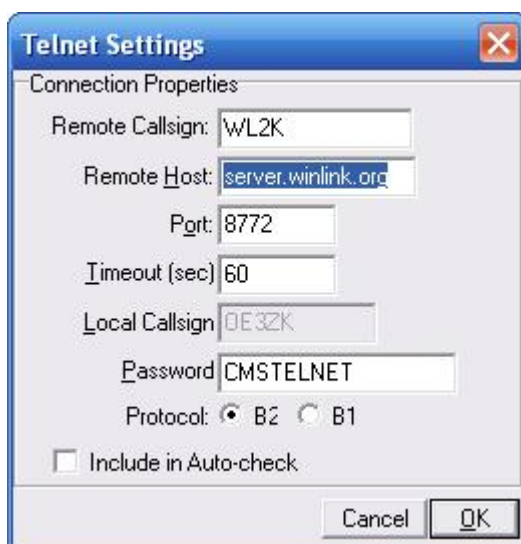 Telnet Settings
Connection Properties
Remote Callsign: WL2K
Remote Host: server.winlink.org
Port: 8772
Timeout (sec) 60
Local Callsign OE3ZK
Password CMSTELNET
Protocol: B2 B1
Include in Auto-check
Cancel OK